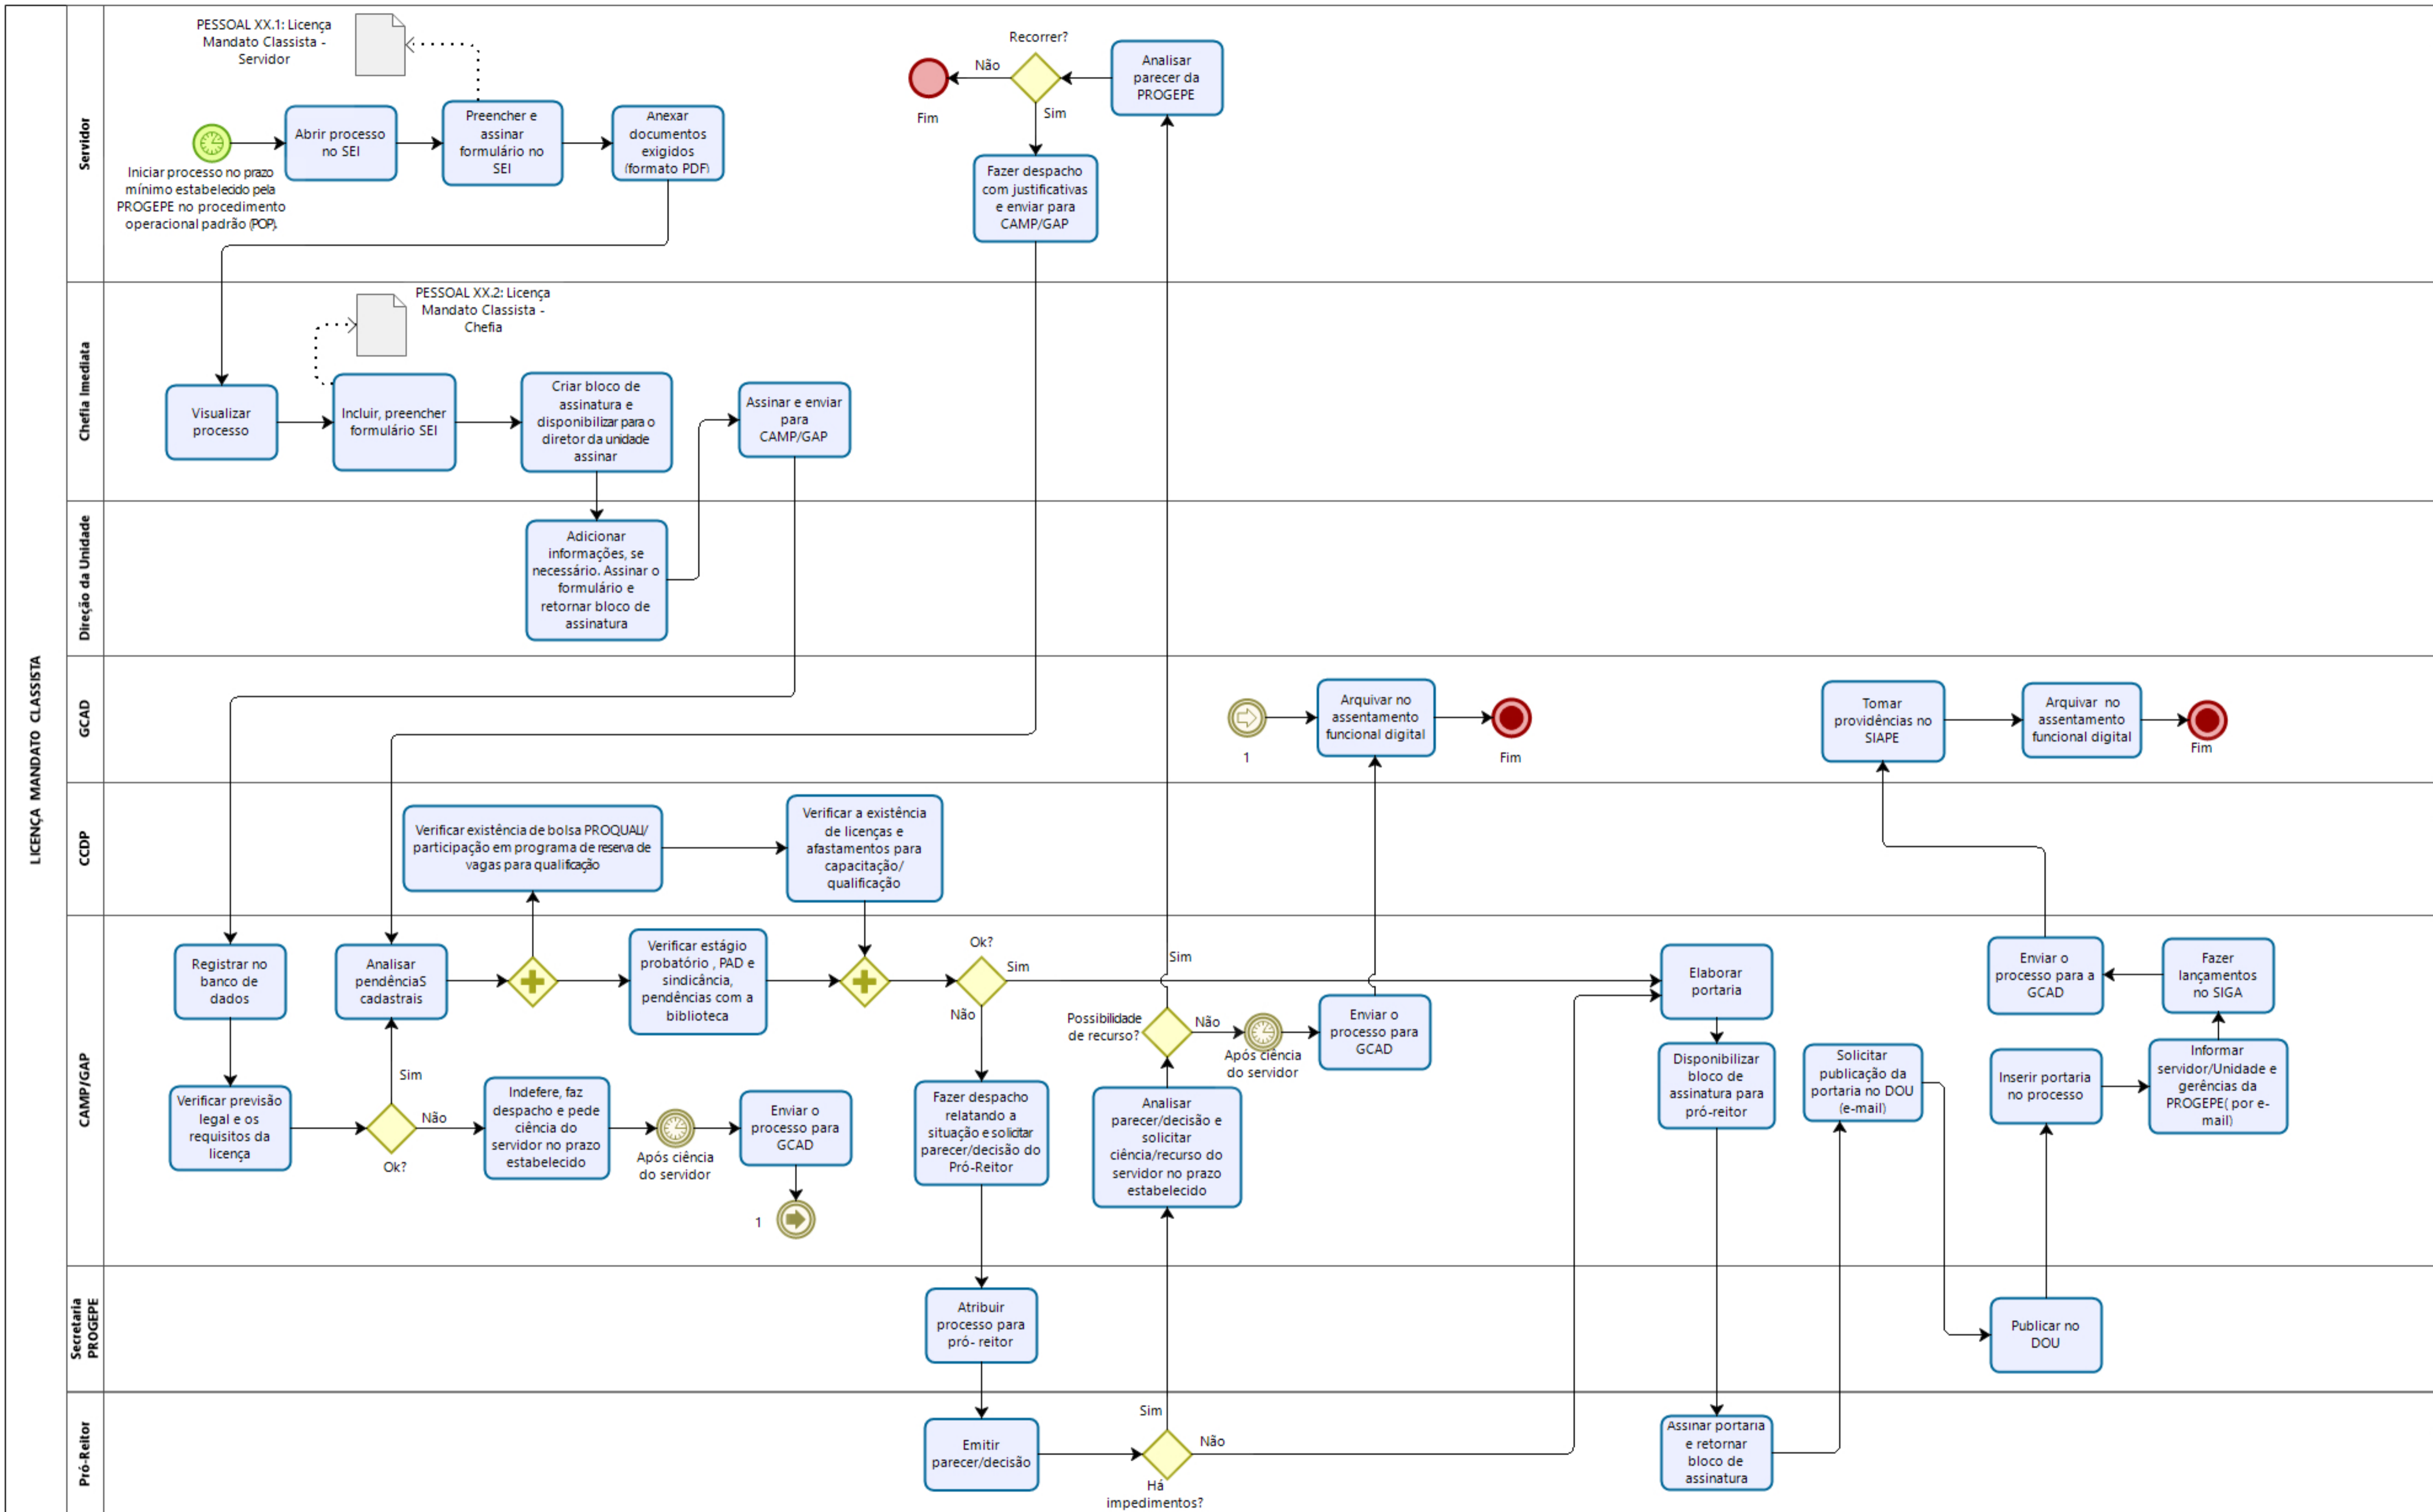 LICENÇA MANDATO CLASSISTA
Servidor
PESSOAL XX.1: Licença
Mandato Classista -
Servidor
Iniciar processo no prazo
mínimo estabelecido pela
PROGEPE no procedimento
operacional padrão (POP).
Abrir processo
no SEI
Preencher e
assinar
formulário no
SEI
Anexar
documentos
exigidos
(formato PDF)
Fim
Não
Recorrer?
Sim
Analisar
parecer da
PROGEPE
Fazer despacho
com justificativas
e enviar para
CAMP/GAP
Chefia Imediata
PESSOAL XX.2: Licença
Mandato Classista -
Chefia
Visualizar
processo
Incluir, preencher
formulário SEI
Criar bloco de
assinatura e
disponibilizar para o
diretor da unidade
assinar
Assinar e enviar
para
CAMP/GAP
Direção da Unidade
Adicionar
informações, se
necessário. Assinar o
formulário e
retornar bloco de
assinatura
GCAD
1
Arquivar no
assentamento
funcional digital
Fim
Tomar
providências no
SIAPE
Arquivar no
assentamento
funcional digital
Fim
CCDP
Verificar existência de bolsa PROQUALI/
participação em programa de reserva de
vagas para qualificação
Verificar a existência
de licenças e
afastamentos para
capacitação/
qualificação
CAMP/GAP
Registrar no
banco de
dados
Analisar
pendênciaS
cadastrais
Verificar estágio
probatório , PAD e
sindicância,
pendências com a
biblioteca
Ok?
Sim
Não
Verificar previsão
legal e os
requisitos da
licença
Sim
Ok?
Não
Indefere, faz
despacho e pede
ciência do
servidor no prazo
estabelecido
Após ciência
do servidor
Enviar o
processo para
GCAD
1
Fazer despacho
relatando a
situação e solicitar
parecer/decisão do
Pró-Reitor
Sim
Possibilidade
de recurso?
Não
Após ciência
do servidor
Enviar o
processo para
GCAD
Analisar
parecer/decisão e
solicitar
ciência/recurso do
servidor no prazo
estabelecido
Elaborar
portaria
Disponibilizar
bloco de
assinatura para
pró-reitor
Solicitar
publicação da
portaria no DOU
(e-mail)
Enviar o
processo para a
GCAD
Fazer
lançamentos
no SIGA
Inserir portaria
no processo
Informar
servidor/Unidade e
gerências da
PROGEPE( por e-
mail)
Secretaria
PROGEPE
Atribuir
processo para
pró- reitor
Publicar no
DOU
Pró-Reitor
Emitir
parecer/decisão
Sim
Não
Há
impedimentos?
Assinar portaria
e retornar
bloco de
assinatura